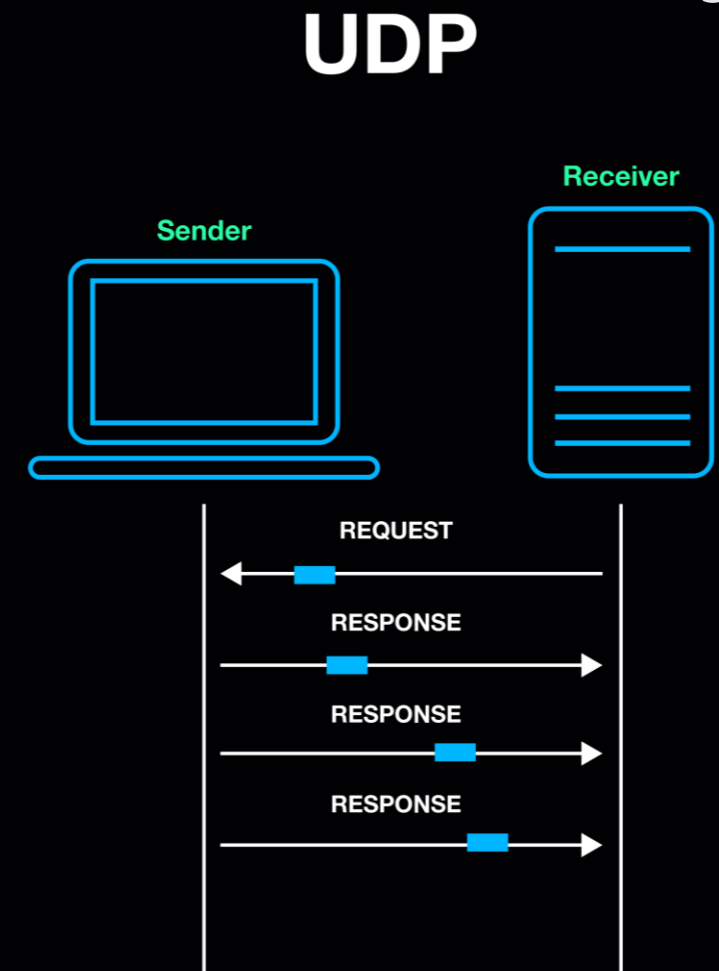 UDP
Receiver
Sender
REQUEST
RESPONSE
RESPONSE
RESPONSE